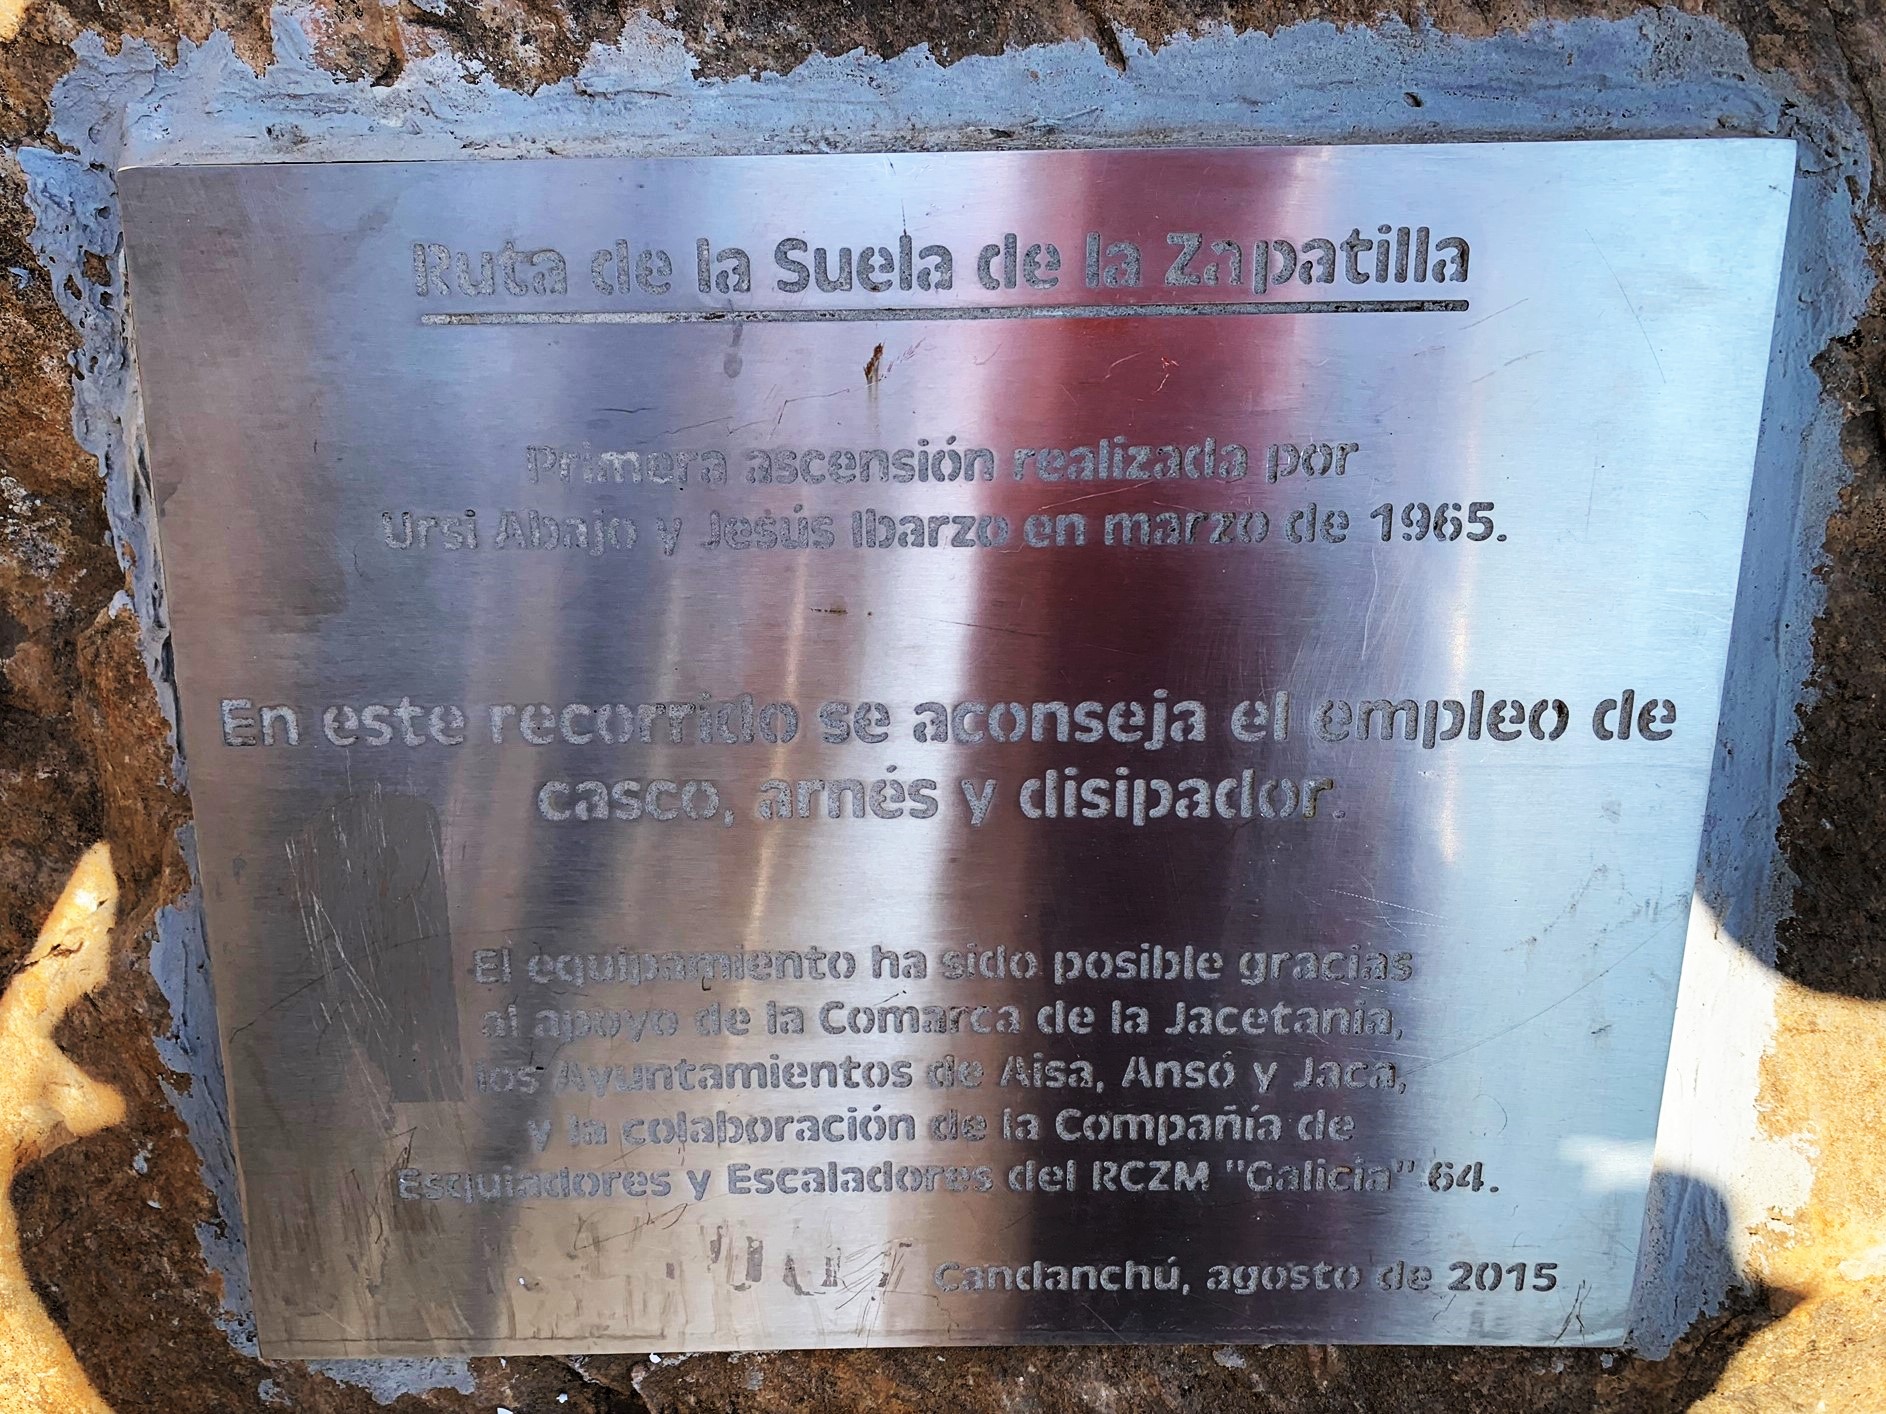 Ruta de la Suela de la Zapatilla
Primera ascensión realizada por
Ursi Abajo y Jesús Ibarzo en marzo de 1965.
En este recorrido se aconseja el empleo de
casco, arnés y disipador.
El equipamiento ha sido posible gracias
al apoyo de la Comarca de la Jacetania,
los Ayuntamientos de Aisa, Ansó y Jaca,
y la colaboración de la Compañía de
Esquiadores y Escaladores del RCZM "Galicia" 64.
Candanchú, agosto de 2015